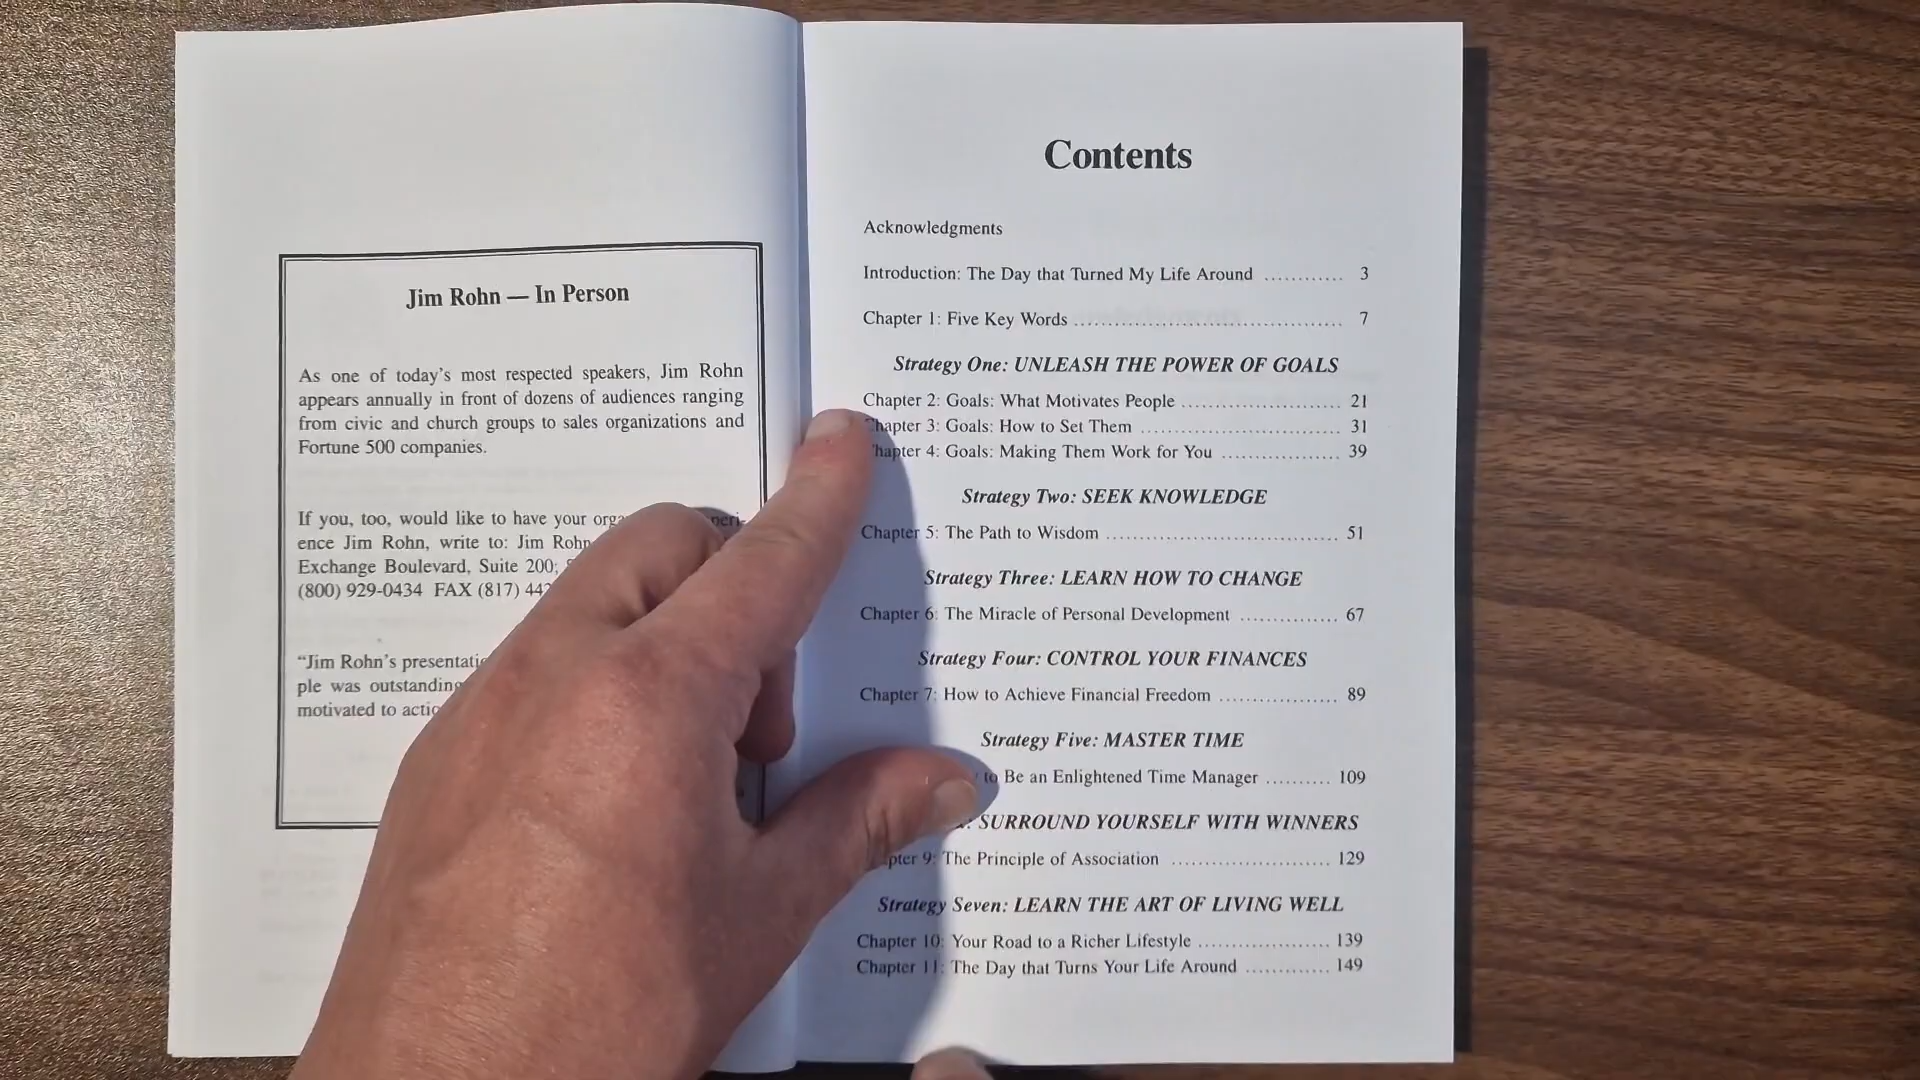 Jim Rohn — In Person
As one of today's most respected speakers, Jim Rohn
appears annually in front of dozens of audiences ranging
from civic and church groups to sales organizations and
Fortune 500 companies.
If you, too, would like to have your
ence Jim Rohn, write to: Jim Rohn
Exchange Boulevard, Suite 200;
(800) 929-0434 FAX (817)
“Jim Rohn's
ple was outstanding
motivated to
Contents
Acknowledgments
Introduction: The Day that Turned My Life Around ............ 3
Chapter 1: Five Key Words ........................................ 7
Strategy One: UNLEASH THE POWER OF GOALS
Chapter 2: Goals: What Motivates People ........................ 21
Chapter 3: Goals: How to Set Them .............................. 31
Chapter 4: Goals: Making Them Work for You .................. 39
Strategy Two: SEEK KNOWLEDGE
Chapter 5: The Path to Wisdom .................................. 51
Strategy Three: LEARN HOW TO CHANGE
Chapter 6: The Miracle of Personal Development ............... 67
Strategy Four: CONTROL YOUR FINANCES
Chapter 7: How to Achieve Financial Freedom .................. 89
Strategy Five: MASTER TIME
to Be an Enlightened Time Manager .......... 109
SURROUND YOURSELF WITH WINNERS
Chapter 9: The Principle of Association ........................ 129
Strategy Seven: LEARN THE ART OF LIVING WELL
Chapter 10: Your Road to a Richer Lifestyle .................... 139
Chapter 11: The Day that Turns Your Life Around ............. 149